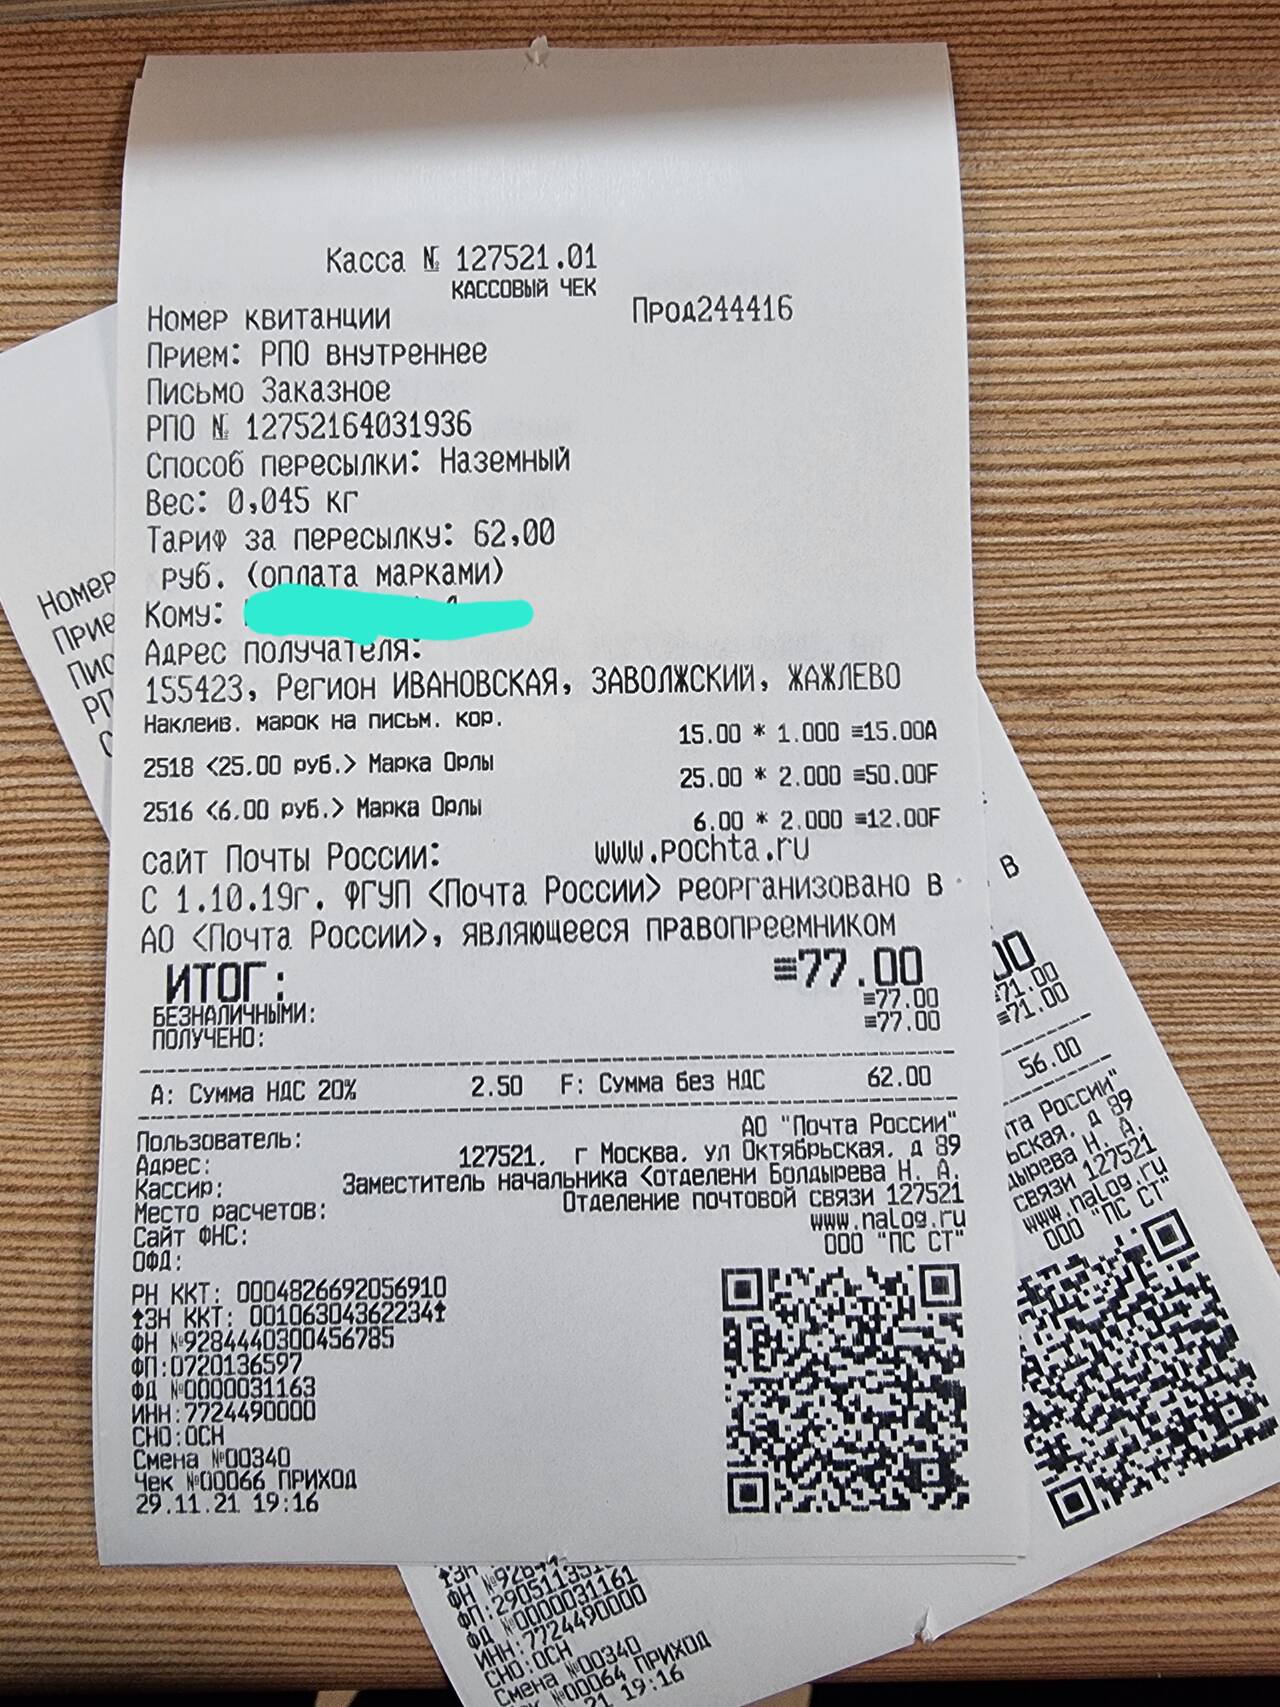 Касса № 127521.01
КАССОВЫЙ ЧЕК
Номер квитанции Прод244416
Прием: РПО внутреннее
Письмо Заказное
РПО № 12752164031936
Способ пересылки: Наземный
Вес: 0,045 кг
Тариф за пересылку: 62,00
руб. (оплата марками)
Кому:
Адрес получателя:
155423, Регион ИВАНОВСКАЯ, ЗАВОЛЖСКИЙ, ЖАЖЛЕВО
Наклеив. марок на письм. кор.
15.00 * 1.000 ≡15.00А
2518 <25.00 руб.> Марка Орлы
25.00 * 2.000 ≡50.00F
2516 <6.00 руб.> Марка Орлы
6.00 * 2.000 ≡12.00F
сайт Почты России: www.pochta.ru
С 1.10.19г. ФГУП <Почта России> реорганизовано в
АО <Почта России>, являющееся правопреемником
ИТОГ: ≡77.00
БЕЗНАЛИЧНЫМИ: ≡77.00
ПОЛУЧЕНО: ≡77.00
А: Сумма НДС 20% 2.50 F: Сумма без НДС 62.00
Пользователь: АО "Почта России"
Адрес: 127521, г Москва, ул Октябрьская, д 89
Кассир: Заместитель начальника <отделени Болдырева Н. А.
Место расчетов: Отделение почтовой связи 127521
Сайт ФНС: www.nalog.ru
ОФД: ООО "ПС СТ"
РН ККТ: 0004826692056910
ЗН ККТ: 00106304362234
ФН №9284440300456785
ФП:0720136597
ФД №0000031163
ИНН:7724490000
СНО:ОСН
Смена №00340
Чек №00066 ПРИХОД
29.11.21 19:16
Номер
Прие
Пис
РП
в
≡71.00
≡71.00
56.00
та России"
ьская, д 89
дырева Н. А.
связи 127521
www.nalog.ru
ООО "ПС СТ"
ФД №0000031161
ИНН:7724490000
СНО:ОСН
Смена №00340
№00064 ПРИХОД
21 19:16